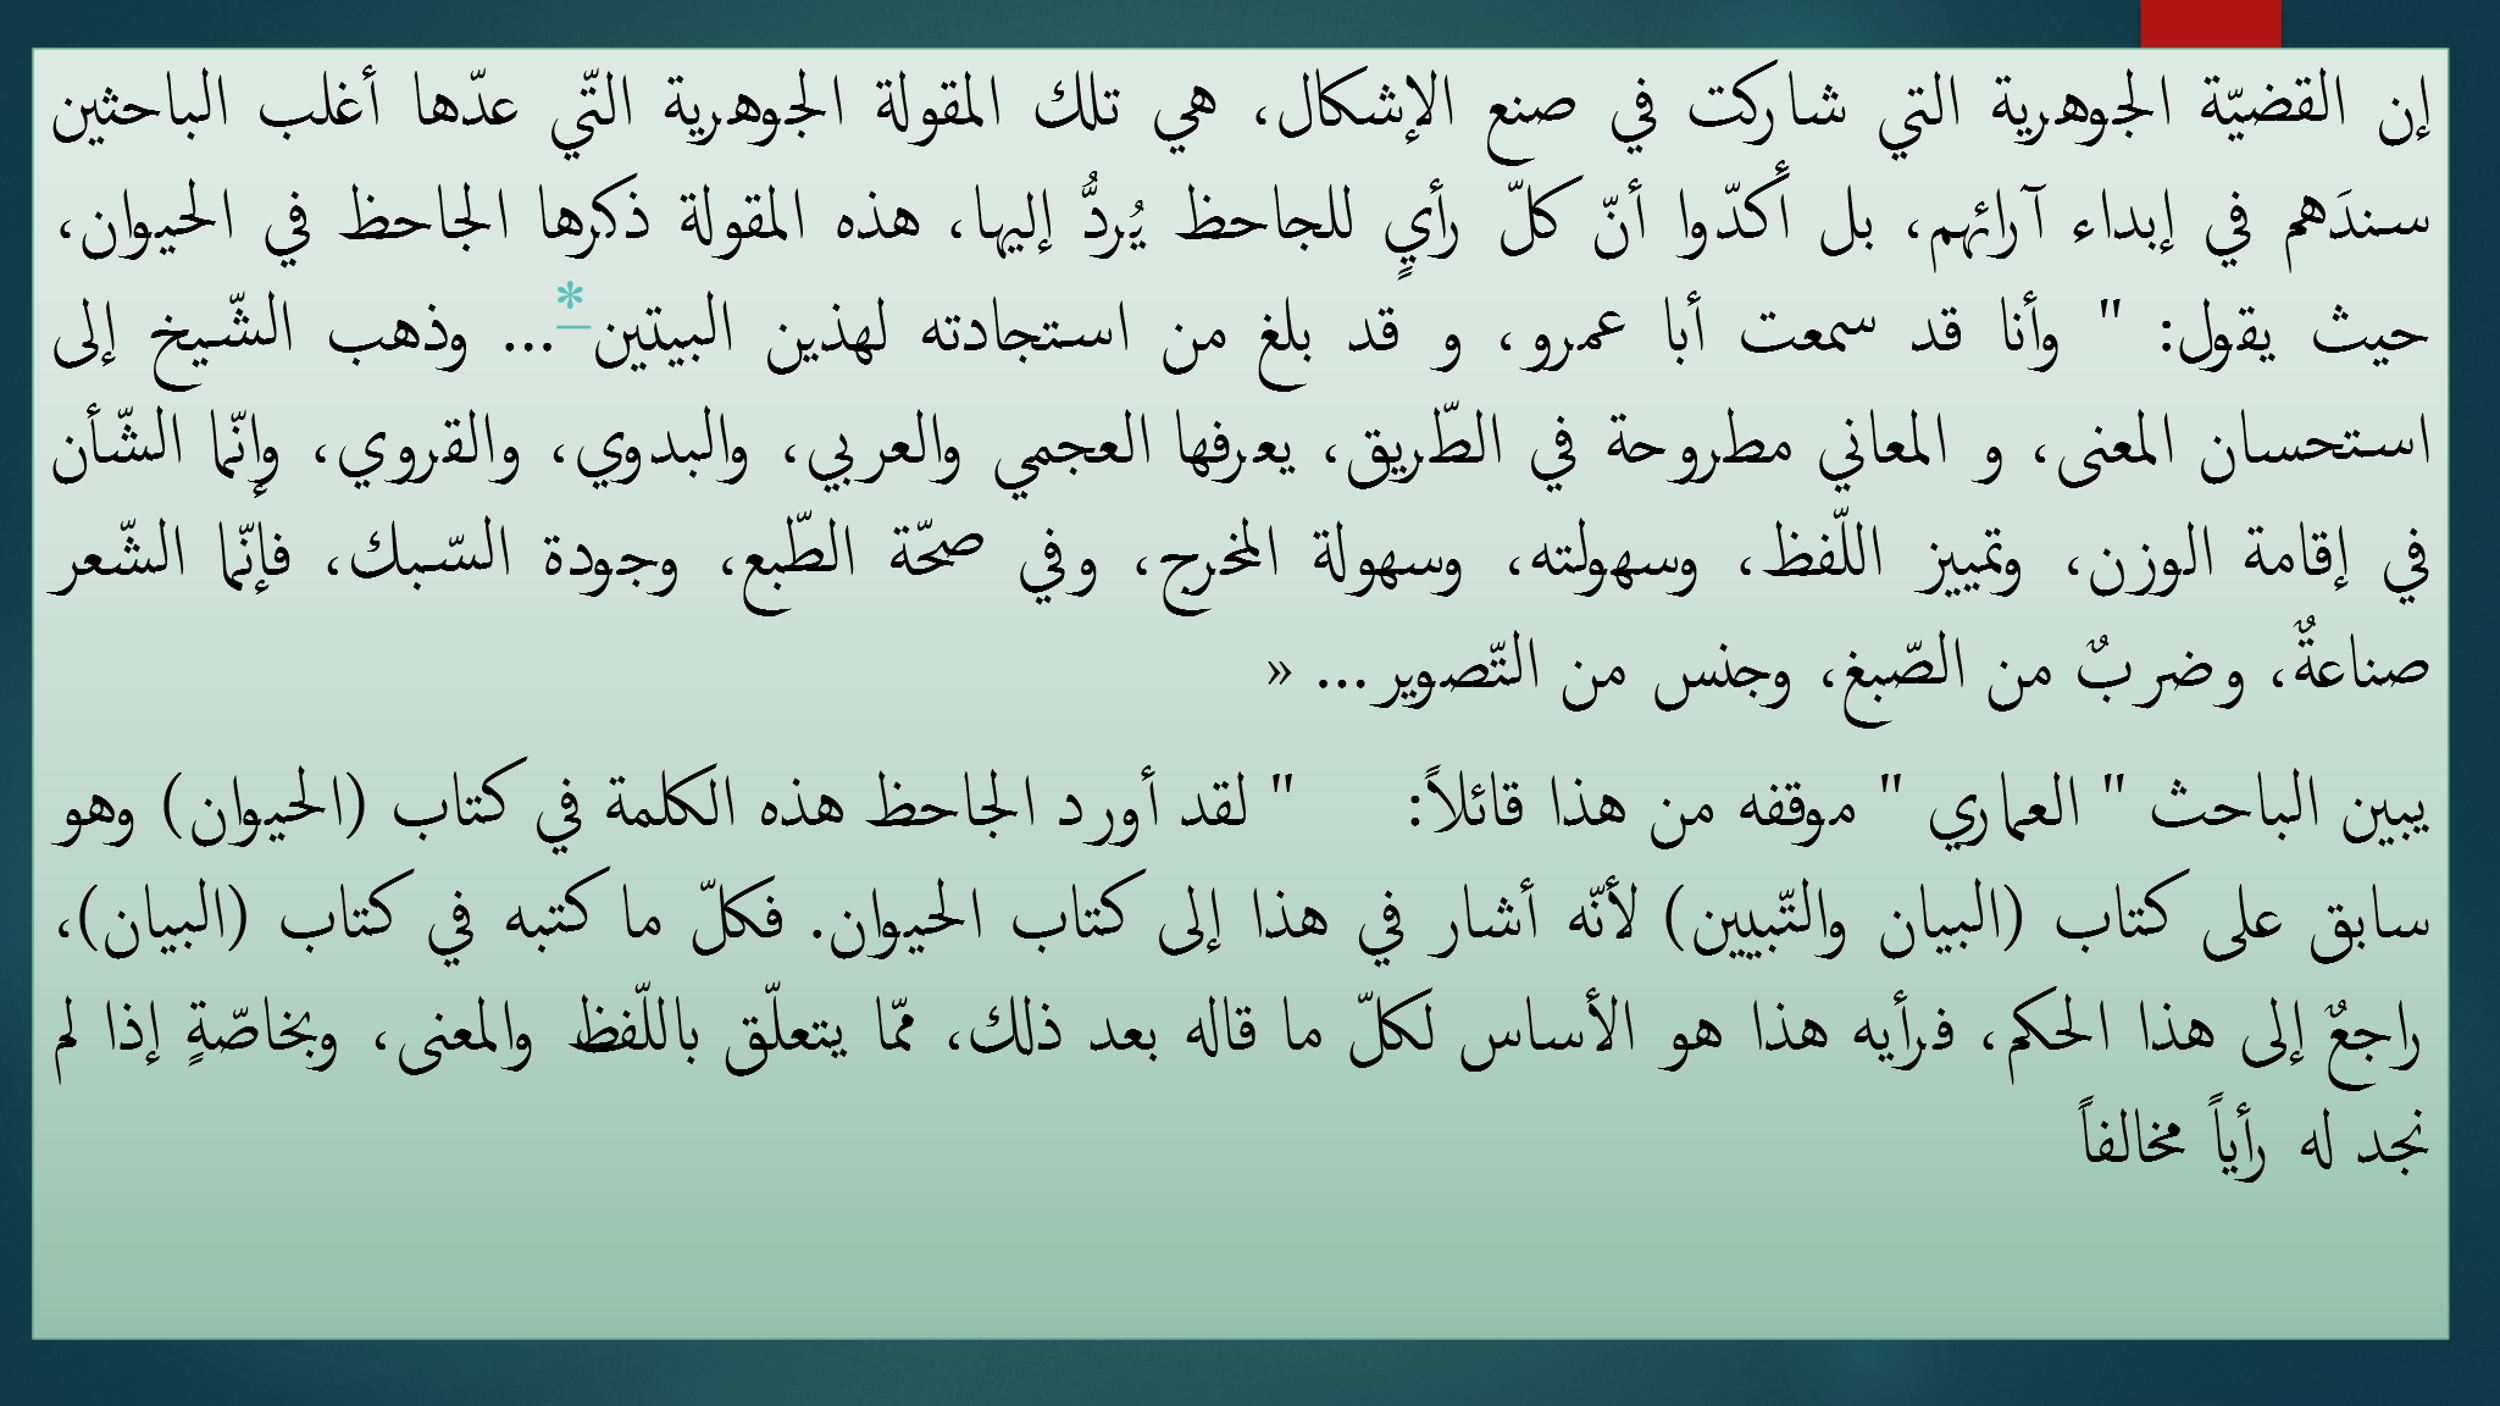 إن القضيّة الجوهرية التي شاركت في صنع الإشكال، هي تلك المقولة الجوهرية التّي عدّها أغلب الباحثين
سندَهم في إبداء آرائهم، بل أكدّوا أنّ كلّ رأيٍ للجاحظ يُردُّ إليها، هذه المقولة ذكرها الجاحظ في الحيوان،
حيث يقول: " وأنا قد سمعت أبا عمرو، و قد بلغ من استجادته لهذين البيتين* ... وذهب الشّيخ إلى
استحسان المعنى، و المعاني مطروحة في الطّريق، يعرفها العجمي والعربي، والبدوي، والقروي، وإنّما الشّأن
في إقامة الوزن، وتمييز اللّفظ، وسهولته، وسهولة المخرج، وفي صحّة الطّبع، وجودة السّبك، فإنّما الشّعر
صناعةٌ، وضربٌ من الصّبغ، وجنس من التّصوير... »
يبين الباحث " العماري " موقفه من هذا قائلاً: " لقد أورد الجاحظ هذه الكلمة في كتاب (الحيوان) وهو
سابق على كتاب (البيان والتّبيين) لأنّه أشار في هذا إلى كتاب الحيوان. فكلّ ما كتبه في كتاب (البيان)،
راجعٌ إلى هذا الحكم، فرأيه هذا هو الأساس لكلّ ما قاله بعد ذلك، ممّا يتعلّق باللّفظ والمعنى، وبخاصّةٍ إذا لم
نجد له رأياً مخالفاً